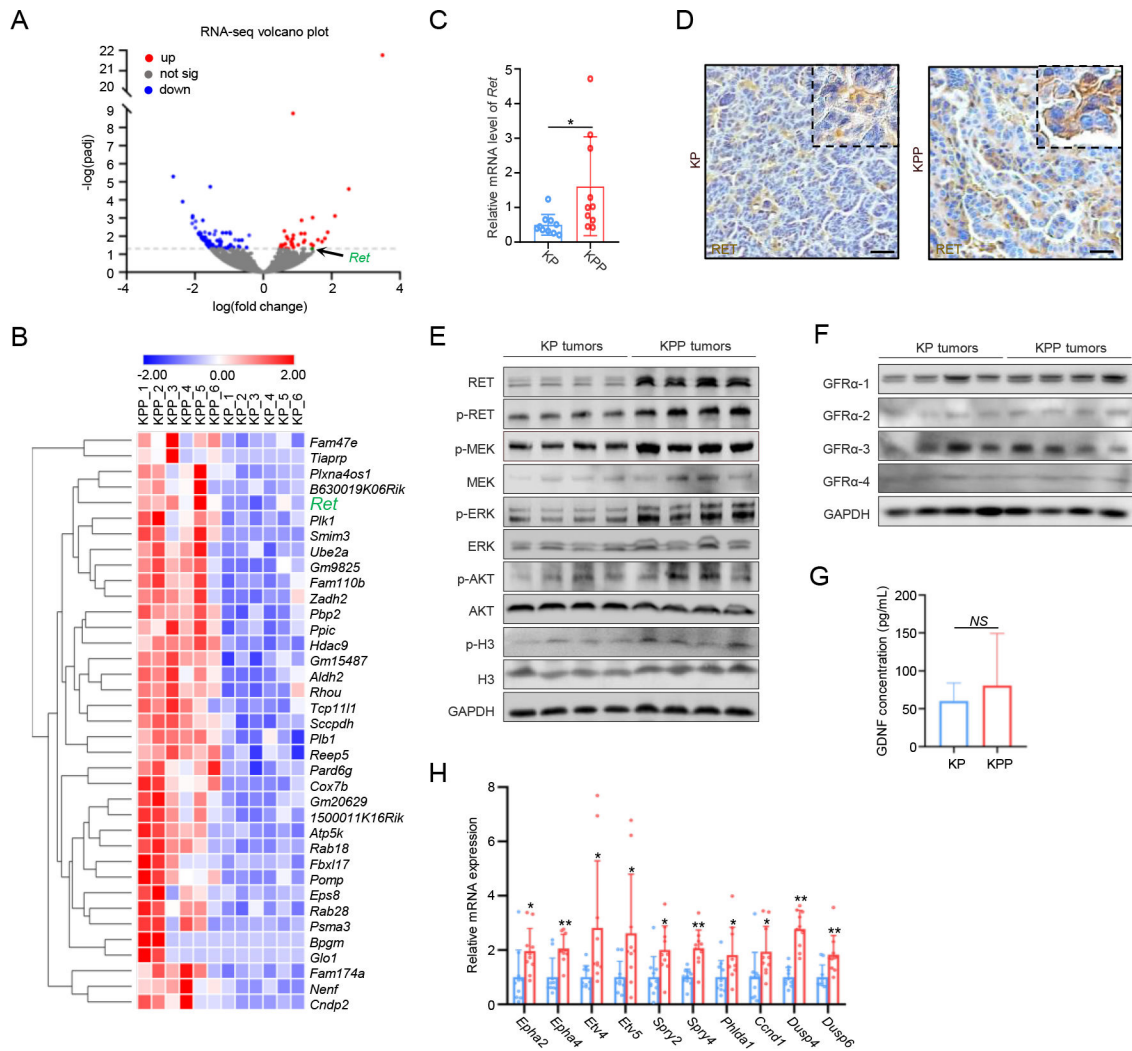 A
RNA-seq volcano plot
up
not sig
down
22
21
20
9
8
7
6
5
4
3
2
1
0
-log(padj)
-4
-2
0
2
4
log(fold change)
Ret
B
-2.00
0.00
2.00
KPP_1
KPP_2
KPP_3
KPP_4
KPP_5
KPP_6
KP_1
KP_2
KP_3
KP_4
KP_5
KP_6
Fam47e
Tiaprp
Plxna4os1
B630019K06Rik
Ret
Plk1
Smim3
Ube2a
Gm9825
Fam110b
Zadh2
Pbp2
Ppic
Hdac9
Gm15487
Aldh2
Rhou
Tcp11l1
Sccpdh
Plb1
Reep5
Pard6g
Cox7b
Gm20629
1500011K16Rik
Atp5k
Rab18
Fbxl17
Pomp
Eps8
Rab28
Psma3
Bpgm
Glo1
Fam174a
Nenf
Cndp2
C
Relative mRNA level of Ret
5
4
3
2
1
0
*
KP
KPP
D
KP
RET
KPP
RET
E
KP tumors
KPP tumors
RET
p-RET
p-MEK
MEK
p-ERK
ERK
p-AKT
AKT
p-H3
H3
GAPDH
F
KP tumors
KPP tumors
GFRα-1
GFRα-2
GFRα-3
GFRα-4
GAPDH
G
GDNF concentration (pg/mL)
200
150
100
50
0
NS
KP
KPP
H
Relative mRNA expression
8
6
4
2
0
*
**
*
*
*
**
*
*
**
**
Epha2
Epha4
Etv4
Etv5
Spry2
Spry4
Phlda1
Ccnd1
Dusp4
Dusp6